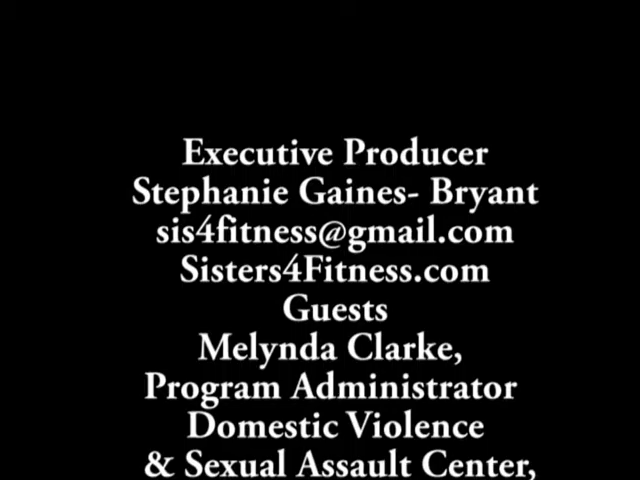 Executive Producer
Stephanie Gaines- Bryant
sis4fitness@gmail.com
Sisters4Fitness.com
Guests
Melynda Clarke,
Program Administrator
Domestic Violence
& Sexual Assault Center,